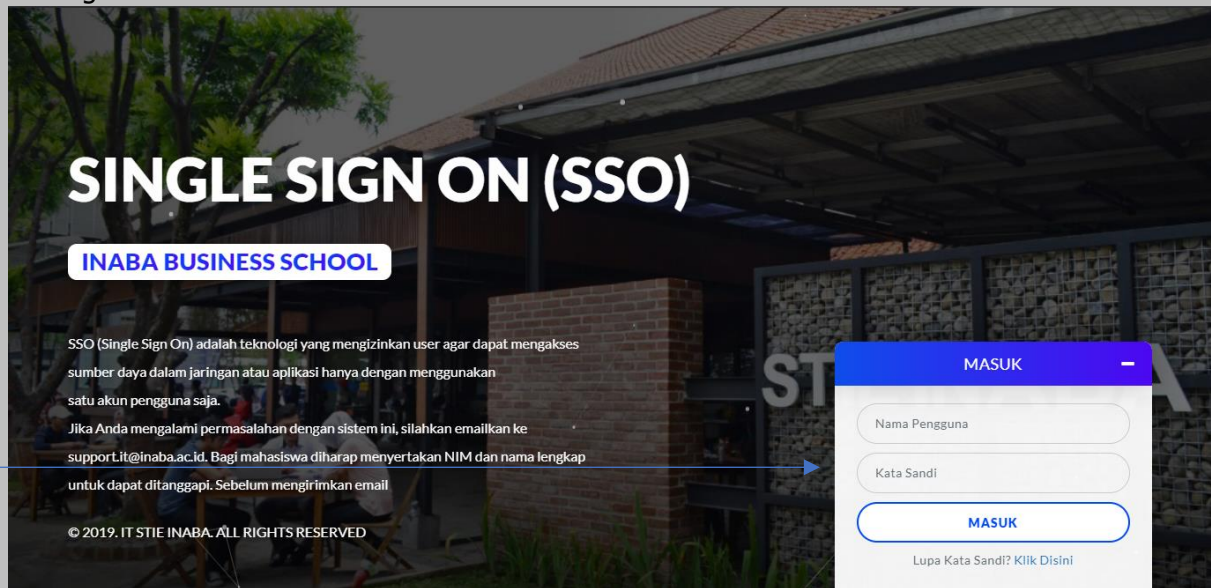 SINGLE SIGN ON (SSO)
INABA BUSINESS SCHOOL
SSO (Single Sign On) adalah teknologi yang mengizinkan user agar dapat mengakses
sumber daya dalam jaringan atau aplikasi hanya dengan menggunakan
satu akun pengguna saja.
Jika Anda mengalami permasalahan dengan sistem ini, silahkan emailkan ke
support.it@inaba.ac.id. Bagi mahasiswa diharap menyertakan NIM dan nama lengkap
untuk dapat ditanggapi. Sebelum mengirimkan email
© 2019. IT STIE INABA. ALL RIGHTS RESERVED
ST
A
MASUK
Nama Pengguna
Kata Sandi
MASUK
Lupa Kata Sandi? Klik Disini